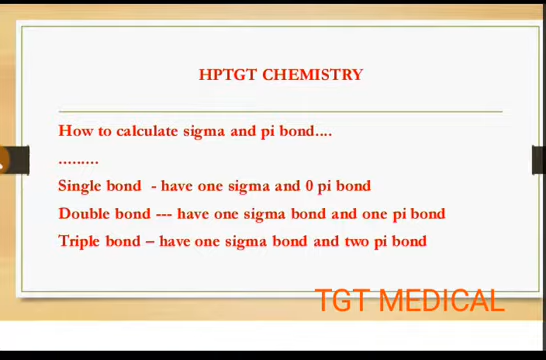 HPTGT CHEMISTRY
How to calculate sigma and pi bond....
.........
Single bond - have one sigma and 0 pi bond
Double bond --- have one sigma bond and one pi bond
Triple bond – have one sigma bond and two pi bond
TGT MEDICAL